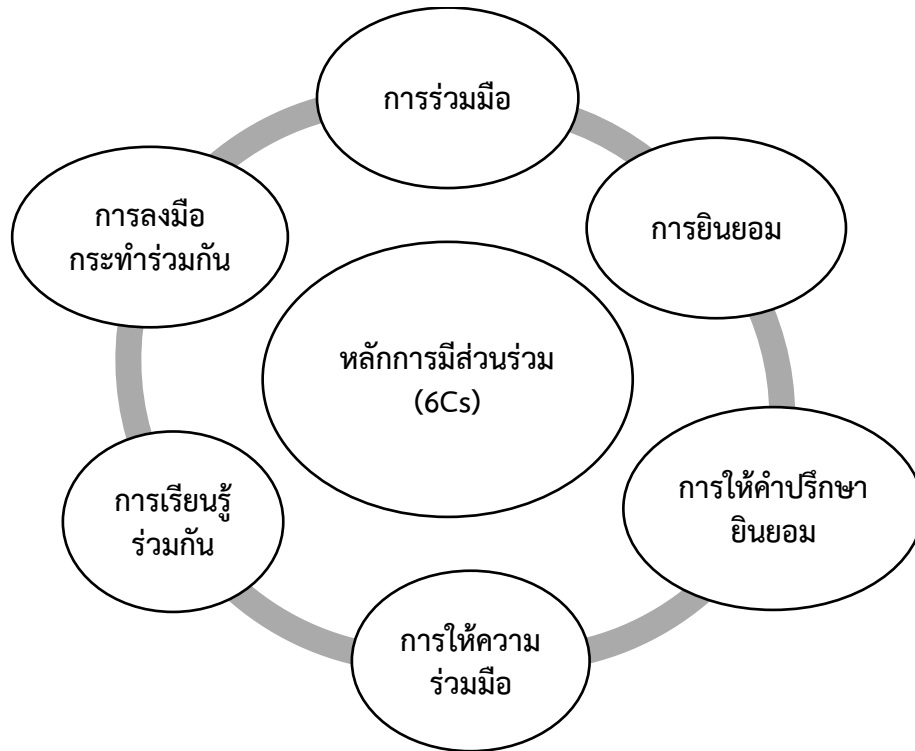 การร่วมมือ
การยินยอม
การให้คำปรึกษา
ยินยอม
การให้ความ
ร่วมมือ
การเรียนรู้
ร่วมกัน
การลงมือ
กระทำร่วมกัน
หลักการมีส่วนร่วม
(6Cs)